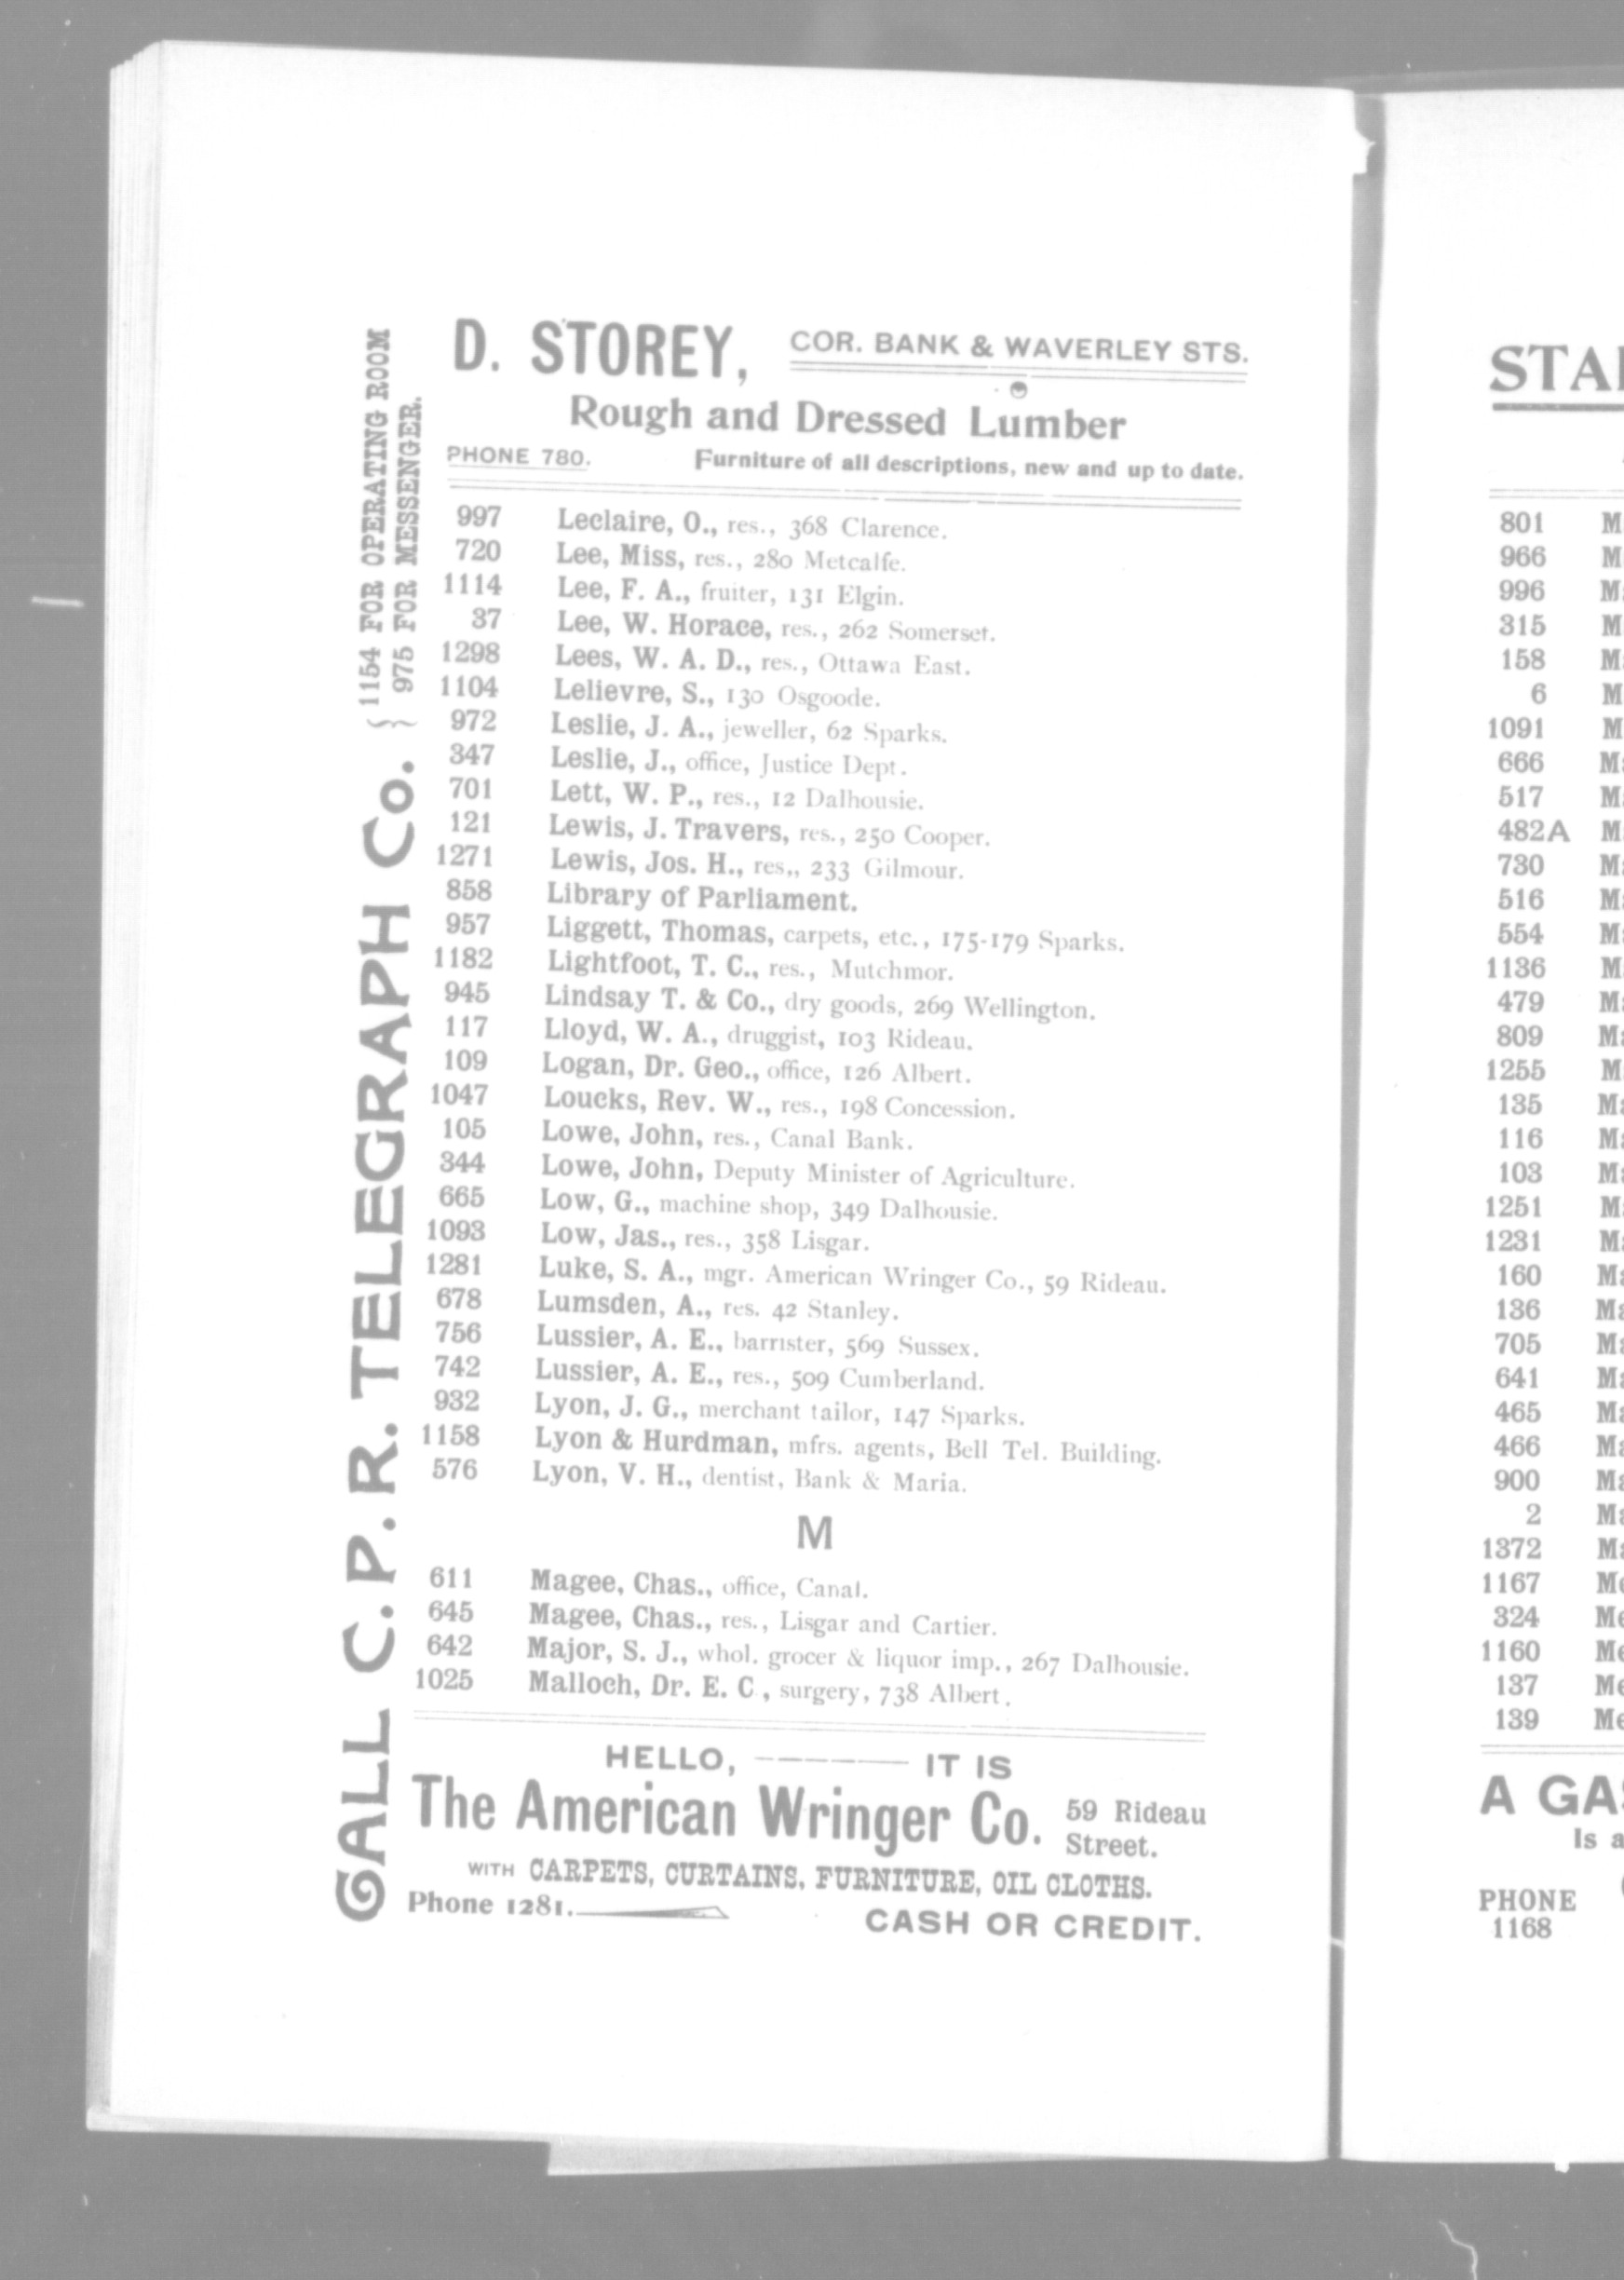 D. STOREY, COR. BANK & WAVERLEY STS.
Rough and Dressed Lumber
PHONE 780. Furniture of all descriptions, new and up to date.
997 Leclaire, O., res., 368 Clarence.
720 Lee, Miss, res., 280 Metcalfe.
1114 Lee, F. A., fruiter, 131 Elgin.
37 Lee, W. Horace, res., 262 Somerset.
1298 Lees, W. A. D., res., Ottawa East.
1104 Lelievre, S., 130 Osgoode.
972 Leslie, J. A., jeweller, 62 Sparks.
347 Leslie, J., office, Justice Dept.
701 Lett, W. P., res., 12 Dalhousie.
121 Lewis, J. Travers, res., 250 Cooper.
1271 Lewis, Jos. H., res,, 233 Gilmour.
858 Library of Parliament.
957 Liggett, Thomas, carpets, etc., 175-179 Sparks.
1182 Lightfoot, T. C., res., Mutchmor.
945 Lindsay T. & Co., dry goods, 269 Wellington.
117 Lloyd, W. A., druggist, 103 Rideau.
109 Logan, Dr. Geo., office, 126 Albert.
1047 Loucks, Rev. W., res., 198 Concession.
105 Lowe, John, res., Canal Bank.
344 Lowe, John, Deputy Minister of Agriculture.
665 Low, G., machine shop, 349 Dalhousie.
1093 Low, Jas., res., 358 Lisgar.
1281 Luke, S. A., mgr. American Wringer Co., 59 Rideau.
678 Lumsden, A., res. 42 Stanley.
756 Lussier, A. E., barrister, 569 Sussex.
742 Lussier, A. E., res., 509 Cumberland.
932 Lyon, J. G., merchant tailor, 147 Sparks.
1158 Lyon & Hurdman, mfrs. agents, Bell Tel. Building.
576 Lyon, V. H., dentist, Bank & Maria.
M
611 Magee, Chas., office, Canal.
645 Magee, Chas., res., Lisgar and Cartier.
642 Major, S. J., whol. grocer & liquor imp., 267 Dalhousie.
1025 Malloch, Dr. E. C., surgery, 738 Albert.
HELLO, IT IS
The American Wringer Co. 59 Rideau
Street.
WITH CARPETS, CURTAINS, FURNITURE, OIL CLOTHS.
Phone 1281. CASH OR CREDIT.
CALL C. P. R. TELEGRAPH Co. { 1154 FOR OPERATING ROOM
975 FOR MESSENGER.
801
966
996
315
158
6
1091
666
517
482A
730
516
554
1136
479
809
1255
135
116
103
1251
1231
160
136
705
641
465
466
900
2
1372
1167
324
1160
137
139
A
Is a
PHONE
1168